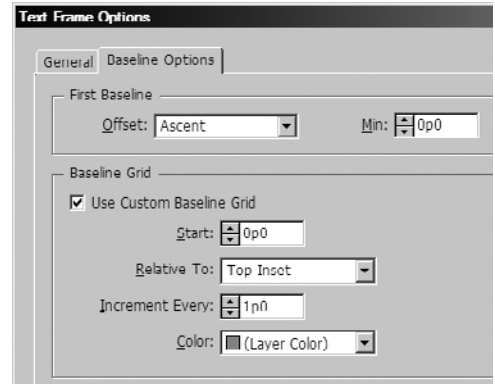 Text Frame Options
General Baseline Options
First Baseline
Offset: Ascent Min: 0p0
Baseline Grid
Use Custom Baseline Grid
Start: 0p0
Relative To: Top Inset
Increment Every: 1p0
Color: (Layer Color)